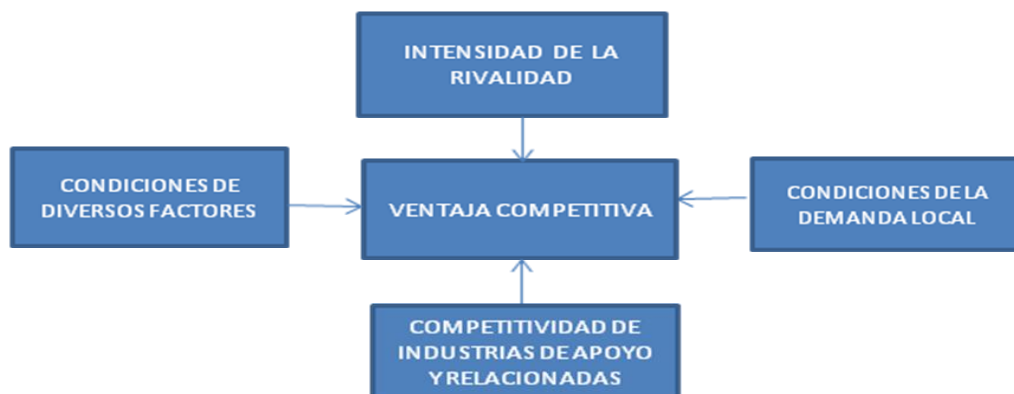 INTENSIDAD DE LA
RIVALIDAD
CONDICIONES DE
DIVERSOS FACTORES
VENTAJA COMPETITIVA
CONDICIONES DE LA
DEMANDA LOCAL
COMPETITIVIDAD DE
INDUSTRIAS DE APOYO
Y RELACIONADAS